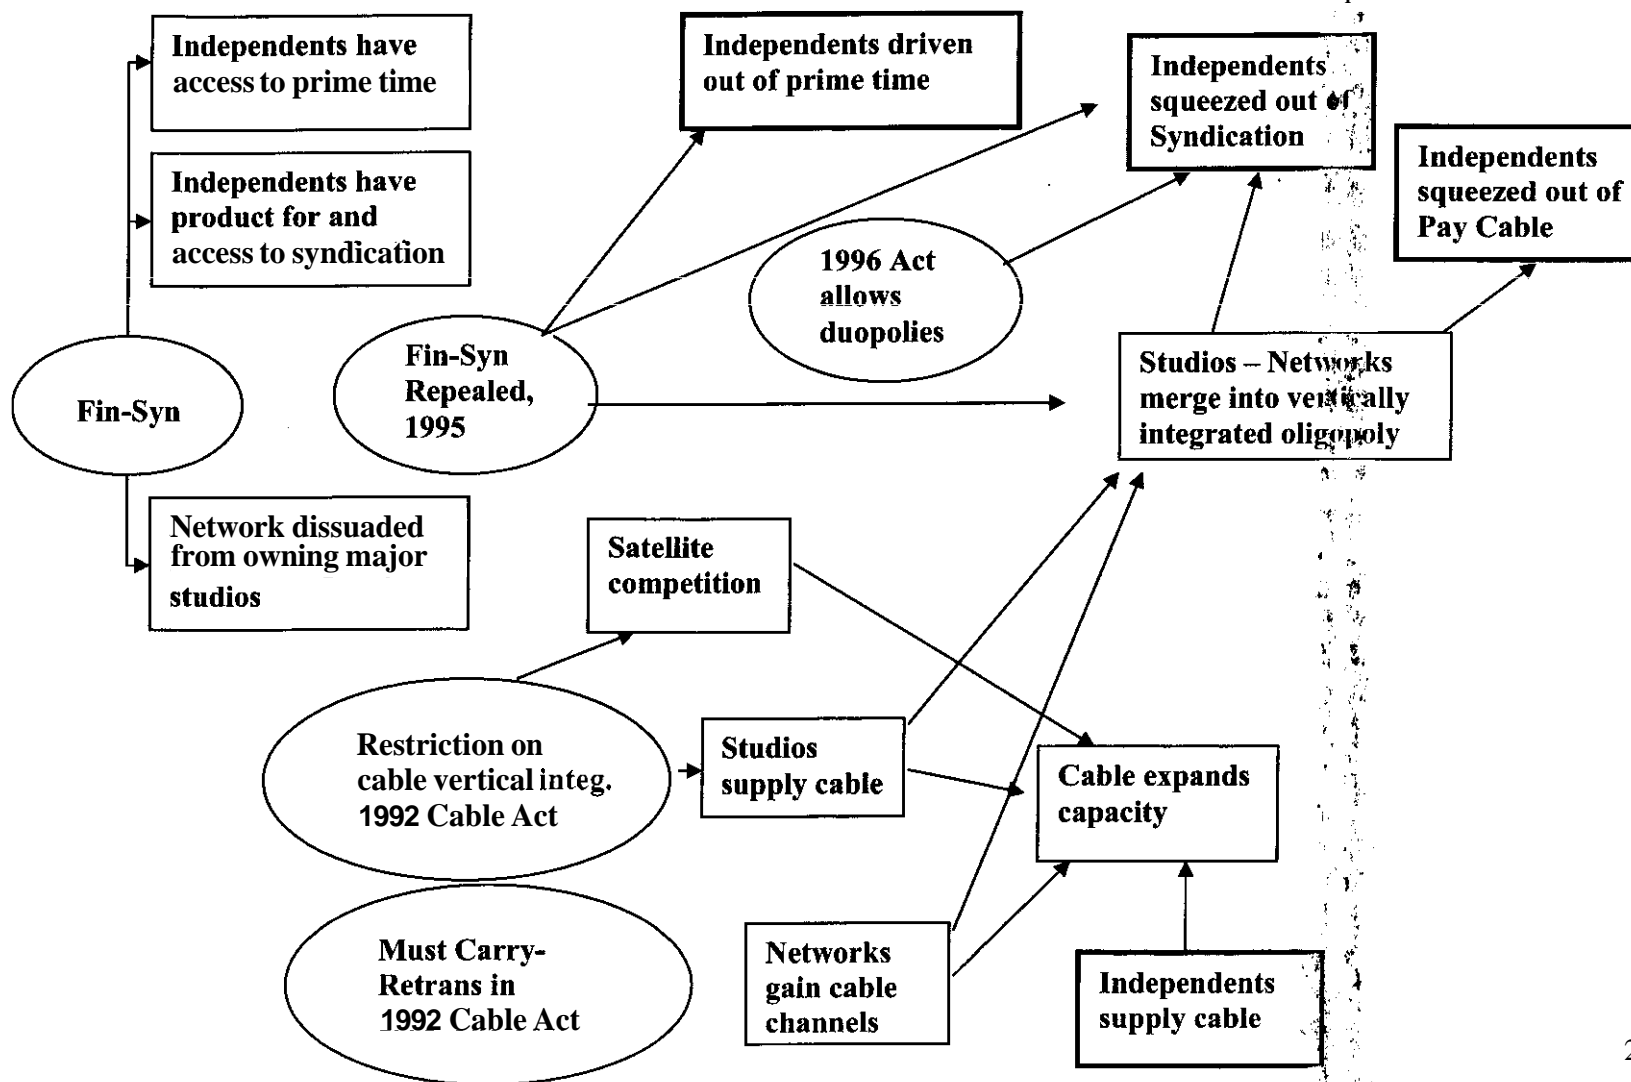 Independents have
access to prime time
Independents driven
out of prime time
Independents
squeezed out of
Syndication
Independents
squeezed out of
Pay Cable
Independents have
product for and
access to syndication
1996 Act
allows
duopolies
Fin-Syn
Fin-Syn
Repealed,
1995
Studios – Networks
merge into vertically
integrated oligopoly
Network dissuaded
from owning major
studios
Satellite
competition
Restriction on
cable vertical integ.
1992 Cable Act
Studios
supply cable
Cable expands
capacity
Must Carry-
Retrans in
1992 Cable Act
Networks
gain cable
channels
Independents
supply cable
2